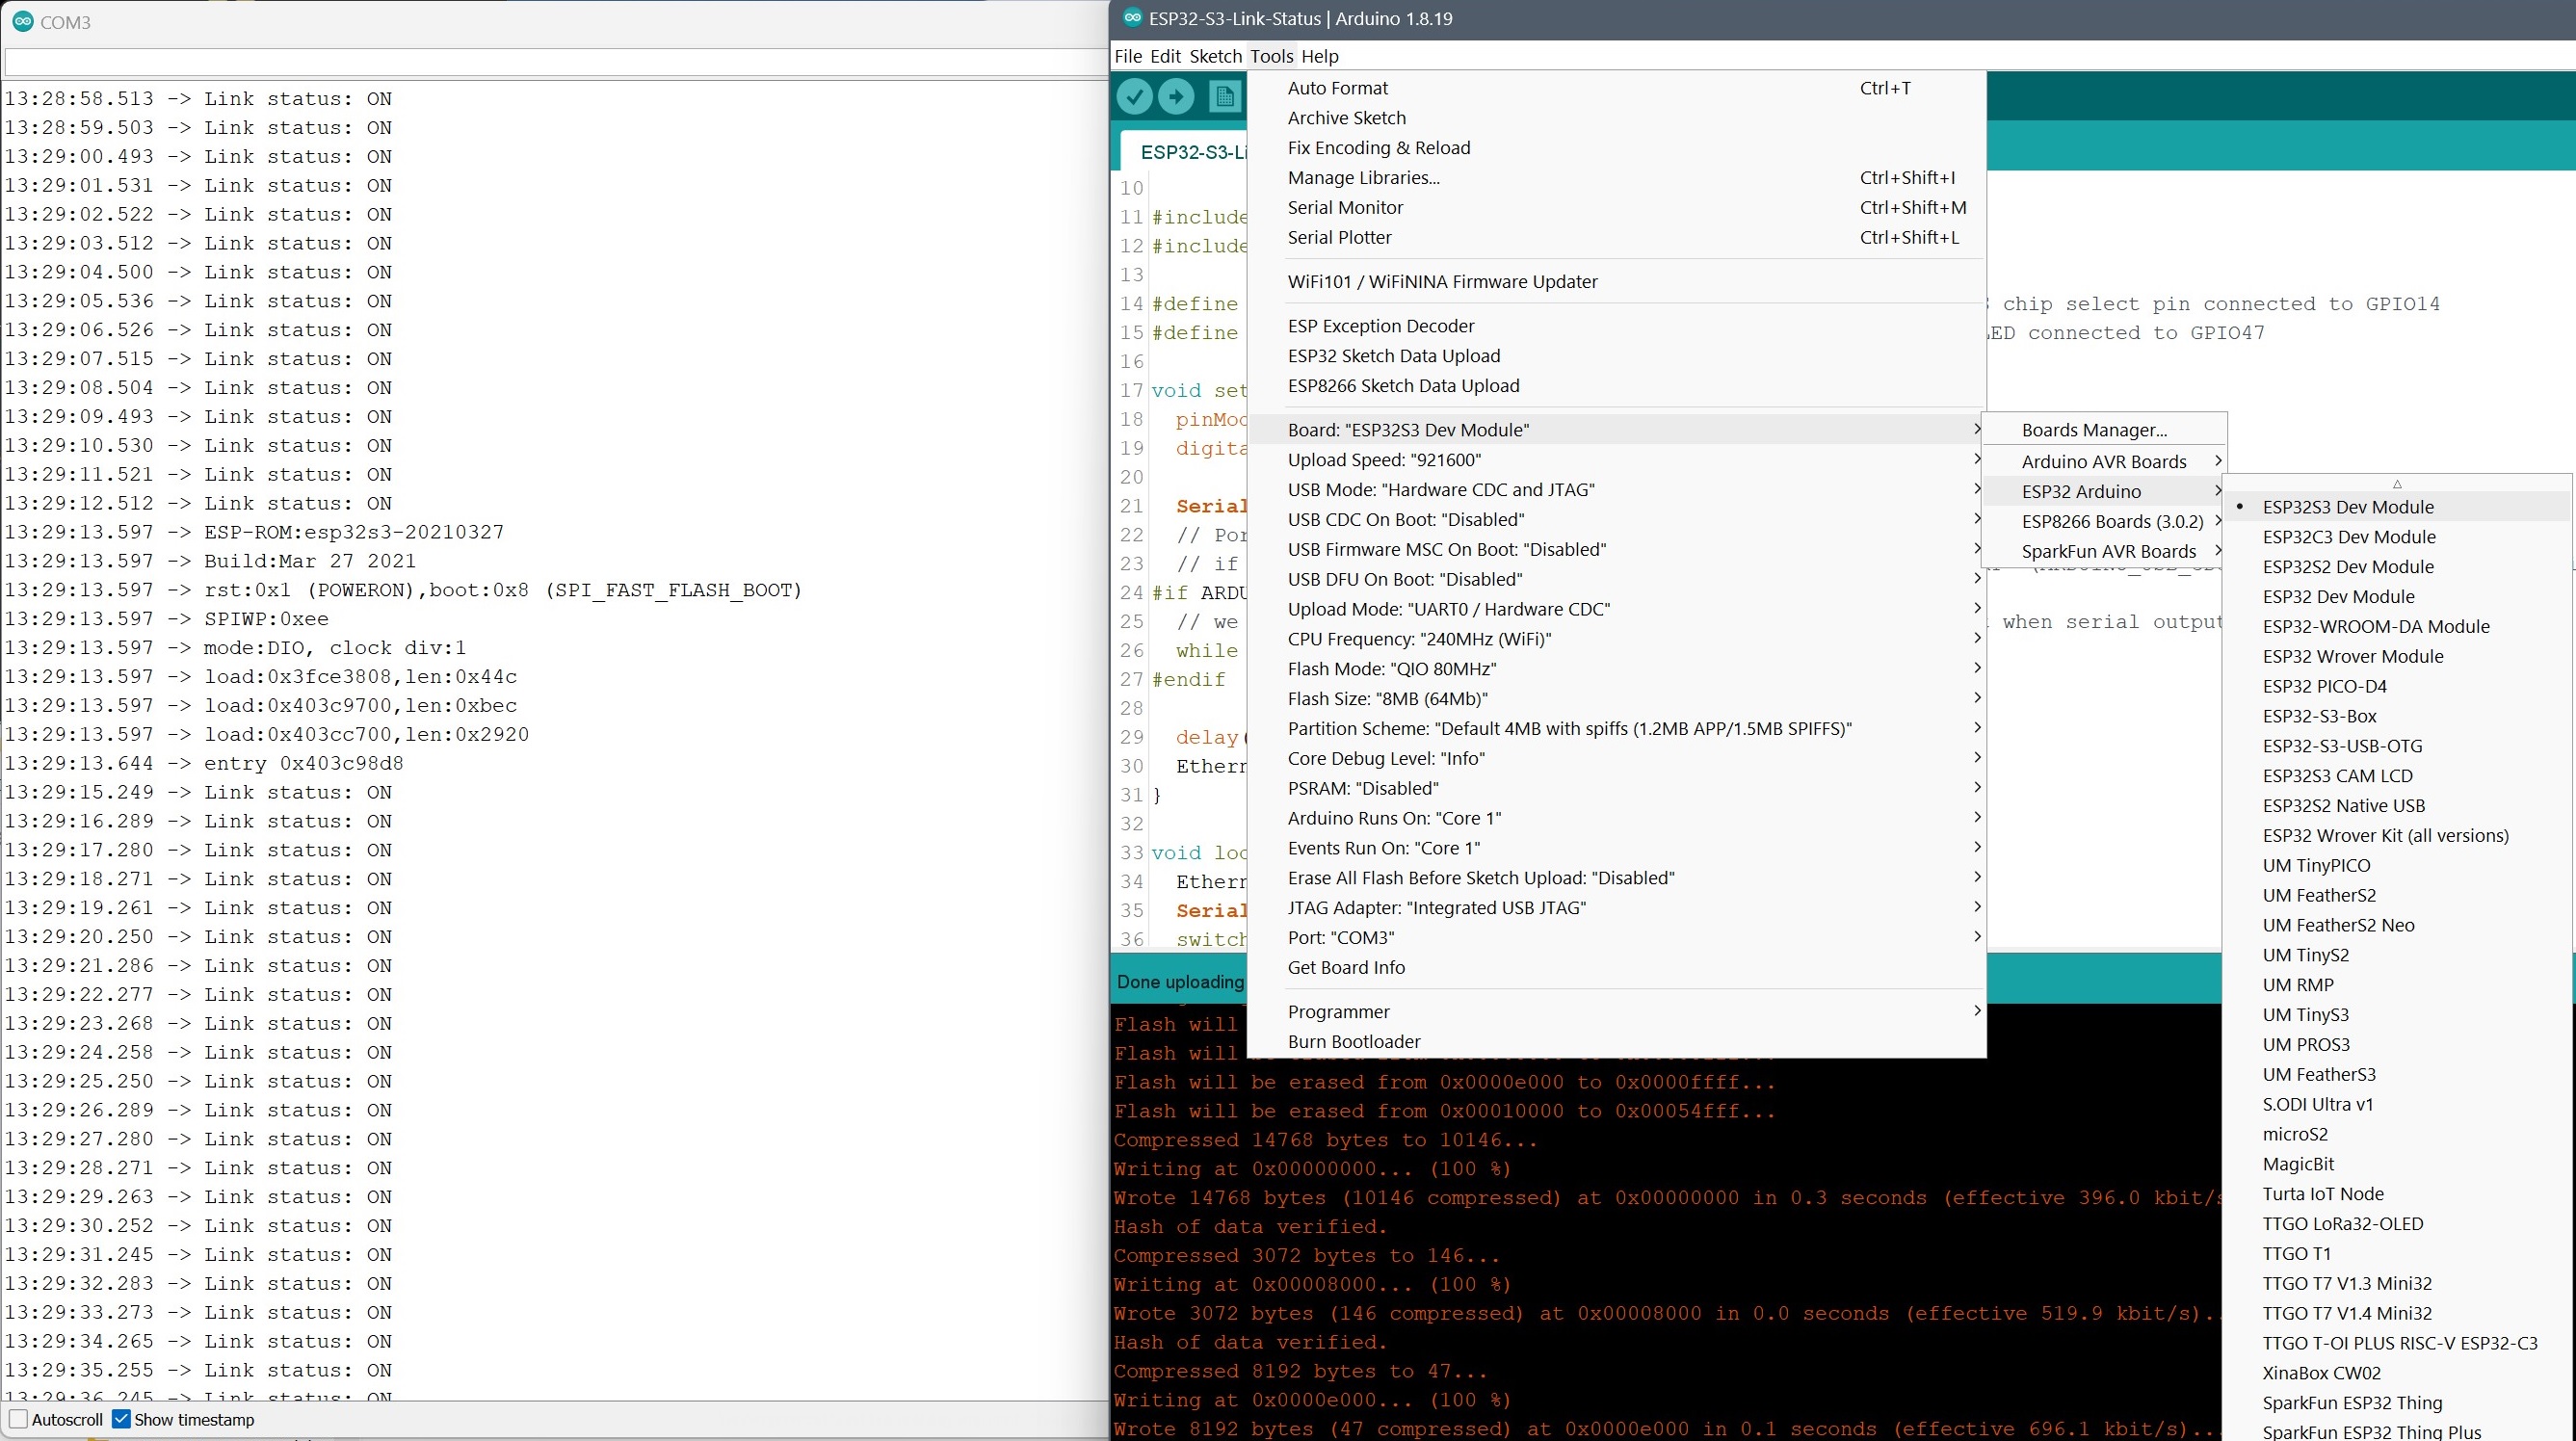 COM3
13:28:58.513 -> Link status: ON
13:28:59.503 -> Link status: ON
13:29:00.493 -> Link status: ON
13:29:01.531 -> Link status: ON
13:29:02.522 -> Link status: ON
13:29:03.512 -> Link status: ON
13:29:04.500 -> Link status: ON
13:29:05.536 -> Link status: ON
13:29:06.526 -> Link status: ON
13:29:07.515 -> Link status: ON
13:29:08.504 -> Link status: ON
13:29:09.493 -> Link status: ON
13:29:10.530 -> Link status: ON
13:29:11.521 -> Link status: ON
13:29:12.512 -> Link status: ON
13:29:13.597 -> ESP-ROM:esp32s3-20210327
13:29:13.597 -> Build:Mar 27 2021
13:29:13.597 -> rst:0x1 (POWERON),boot:0x8 (SPI_FAST_FLASH_BOOT)
13:29:13.597 -> SPIWP:0xee
13:29:13.597 -> mode:DIO, clock div:1
13:29:13.597 -> load:0x3fce3808,len:0x44c
13:29:13.597 -> load:0x403c9700,len:0xbec
13:29:13.597 -> load:0x403cc700,len:0x2920
13:29:13.644 -> entry 0x403c98d8
13:29:15.249 -> Link status: ON
13:29:16.289 -> Link status: ON
13:29:17.280 -> Link status: ON
13:29:18.271 -> Link status: ON
13:29:19.261 -> Link status: ON
13:29:20.250 -> Link status: ON
13:29:21.286 -> Link status: ON
13:29:22.277 -> Link status: ON
13:29:23.268 -> Link status: ON
13:29:24.258 -> Link status: ON
13:29:25.250 -> Link status: ON
13:29:26.289 -> Link status: ON
13:29:27.280 -> Link status: ON
13:29:28.271 -> Link status: ON
13:29:29.263 -> Link status: ON
13:29:30.252 -> Link status: ON
13:29:31.245 -> Link status: ON
13:29:32.283 -> Link status: ON
13:29:33.273 -> Link status: ON
13:29:34.265 -> Link status: ON
13:29:35.255 -> Link status: ON
13:29:36.245 -> Link status: ON
Autoscroll Show timestamp
ESP32-S3-Link-Status | Arduino 1.8.19
File Edit Sketch Tools Help
ESP32-S3-Li
10
11 #include
12 #include
13
14 #define chip select pin connected to GPIO14
15 #define LED connected to GPIO47
16
17 void set
18 pinMod
19 digita
20
21 Serial
22 // Por
23 // if
24 #if ARDU
25 // we when serial output
26 while
27 #endif
28
29 delay(
30 Ethern
31 }
32
33 void loo
34 Ethern
35 Serial
36 switch
Auto Format Ctrl+T
Archive Sketch
Fix Encoding & Reload
Manage Libraries... Ctrl+Shift+I
Serial Monitor Ctrl+Shift+M
Serial Plotter Ctrl+Shift+L
WiFi101 / WiFiNINA Firmware Updater
ESP Exception Decoder
ESP32 Sketch Data Upload
ESP8266 Sketch Data Upload
Board: "ESP32S3 Dev Module"
Upload Speed: "921600"
USB Mode: "Hardware CDC and JTAG"
USB CDC On Boot: "Disabled"
USB Firmware MSC On Boot: "Disabled"
USB DFU On Boot: "Disabled"
Upload Mode: "UART0 / Hardware CDC"
CPU Frequency: "240MHz (WiFi)"
Flash Mode: "QIO 80MHz"
Flash Size: "8MB (64Mb)"
Partition Scheme: "Default 4MB with spiffs (1.2MB APP/1.5MB SPIFFS)"
Core Debug Level: "Info"
PSRAM: "Disabled"
Arduino Runs On: "Core 1"
Events Run On: "Core 1"
Erase All Flash Before Sketch Upload: "Disabled"
JTAG Adapter: "Integrated USB JTAG"
Port: "COM3"
Get Board Info
Programmer
Burn Bootloader
Boards Manager...
Arduino AVR Boards
ESP32 Arduino
ESP8266 Boards (3.0.2)
SparkFun AVR Boards
ESP32S3 Dev Module
ESP32C3 Dev Module
ESP32S2 Dev Module
ESP32 Dev Module
ESP32-WROOM-DA Module
ESP32 Wrover Module
ESP32 PICO-D4
ESP32-S3-Box
ESP32-S3-USB-OTG
ESP32S3 CAM LCD
ESP32S2 Native USB
ESP32 Wrover Kit (all versions)
UM TinyPICO
UM FeatherS2
UM FeatherS2 Neo
UM TinyS2
UM RMP
UM TinyS3
UM PROS3
UM FeatherS3
S.ODI Ultra v1
microS2
MagicBit
Turta IoT Node
TTGO LoRa32-OLED
TTGO T1
TTGO T7 V1.3 Mini32
TTGO T7 V1.4 Mini32
TTGO T-OI PLUS RISC-V ESP32-C3
XinaBox CW02
SparkFun ESP32 Thing
SparkFun ESP32 Thing Plus
Done uploading
Flash will
Flash will
Flash will be erased from 0x0000e000 to 0x0000ffff...
Flash will be erased from 0x00010000 to 0x00054fff...
Compressed 14768 bytes to 10146...
Writing at 0x00000000... (100 %)
Wrote 14768 bytes (10146 compressed) at 0x00000000 in 0.3 seconds (effective 396.0 kbit/s
Hash of data verified.
Compressed 3072 bytes to 146...
Writing at 0x00008000... (100 %)
Wrote 3072 bytes (146 compressed) at 0x00008000 in 0.0 seconds (effective 519.9 kbit/s)..
Hash of data verified.
Compressed 8192 bytes to 47...
Writing at 0x0000e000... (100 %)
Wrote 8192 bytes (47 compressed) at 0x0000e000 in 0.1 seconds (effective 696.1 kbit/s)...